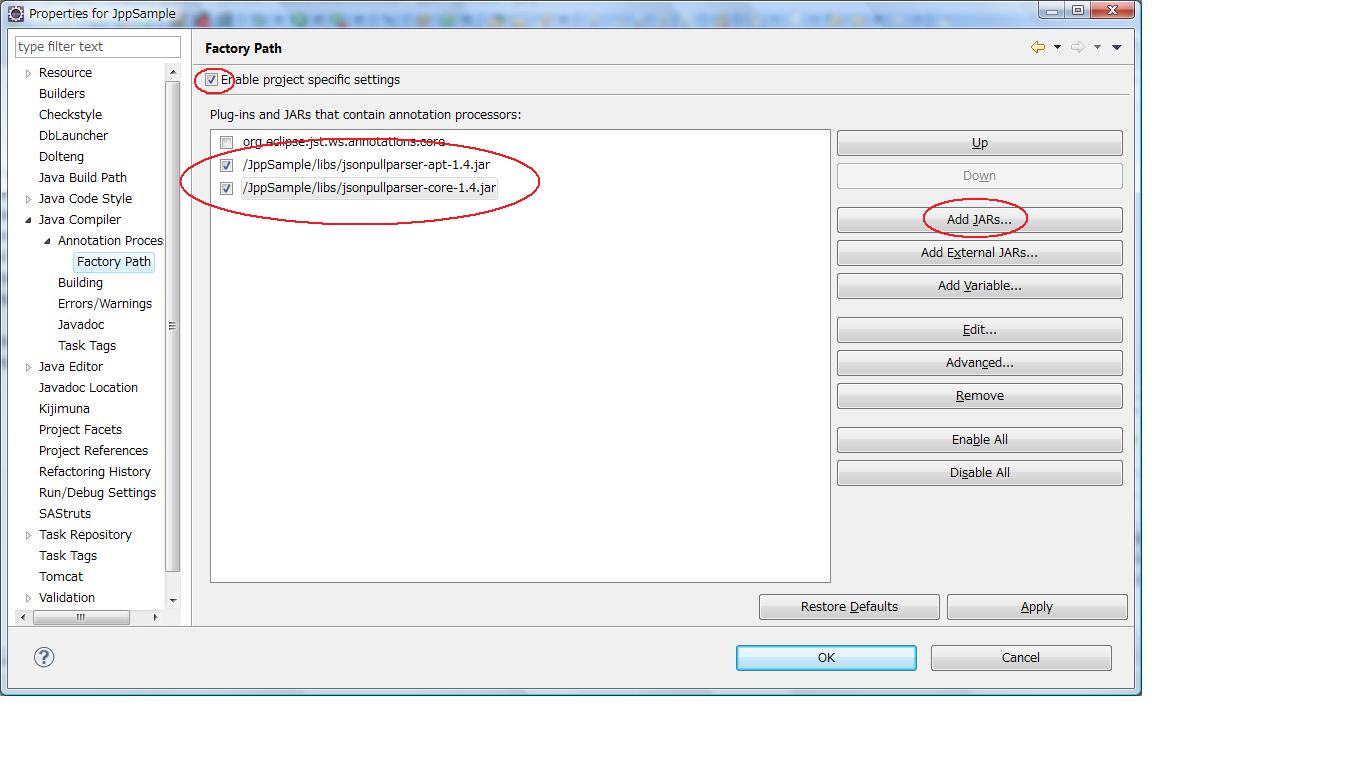 Properties for JppSample
type filter text
Resource
Builders
Checkstyle
DbLauncher
Dolteng
Java Build Path
Java Code Style
Java Compiler
Annotation Proces
Factory Path
Building
Errors/Warnings
Javadoc
Task Tags
Java Editor
Javadoc Location
Kijimuna
Project Facets
Project References
Refactoring History
Run/Debug Settings
SAStruts
Task Repository
Task Tags
Tomcat
Validation
Factory Path
Enable project specific settings
Plug-ins and JARs that contain annotation processors:
org.eclipse.jst.ws.annotations.core
/JppSample/libs/jsonpullparser-apt-1.4.jar
/JppSample/libs/jsonpullparser-core-1.4.jar
Up
Down
Add JARs...
Add External JARs...
Add Variable...
Edit...
Advanced...
Remove
Enable All
Disable All
Restore Defaults
Apply
OK
Cancel